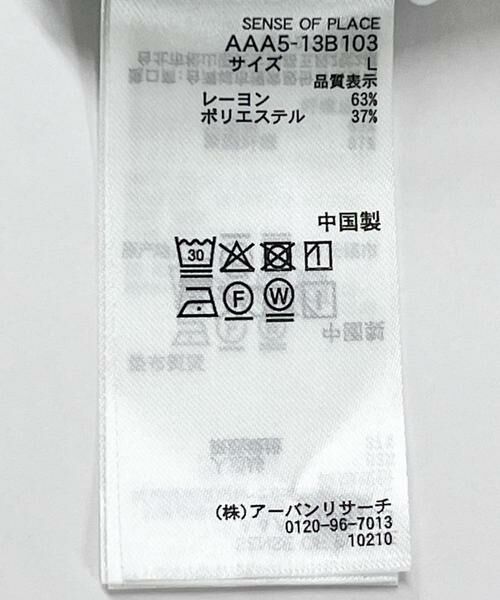 SENSE OF PLACE
AAA5-13B103
サイズ L
品質表示
レーヨン 63%
ポリエステル 37%
中国製
30
F W
(株)アーバンリサーチ
0120-96-7013
10210